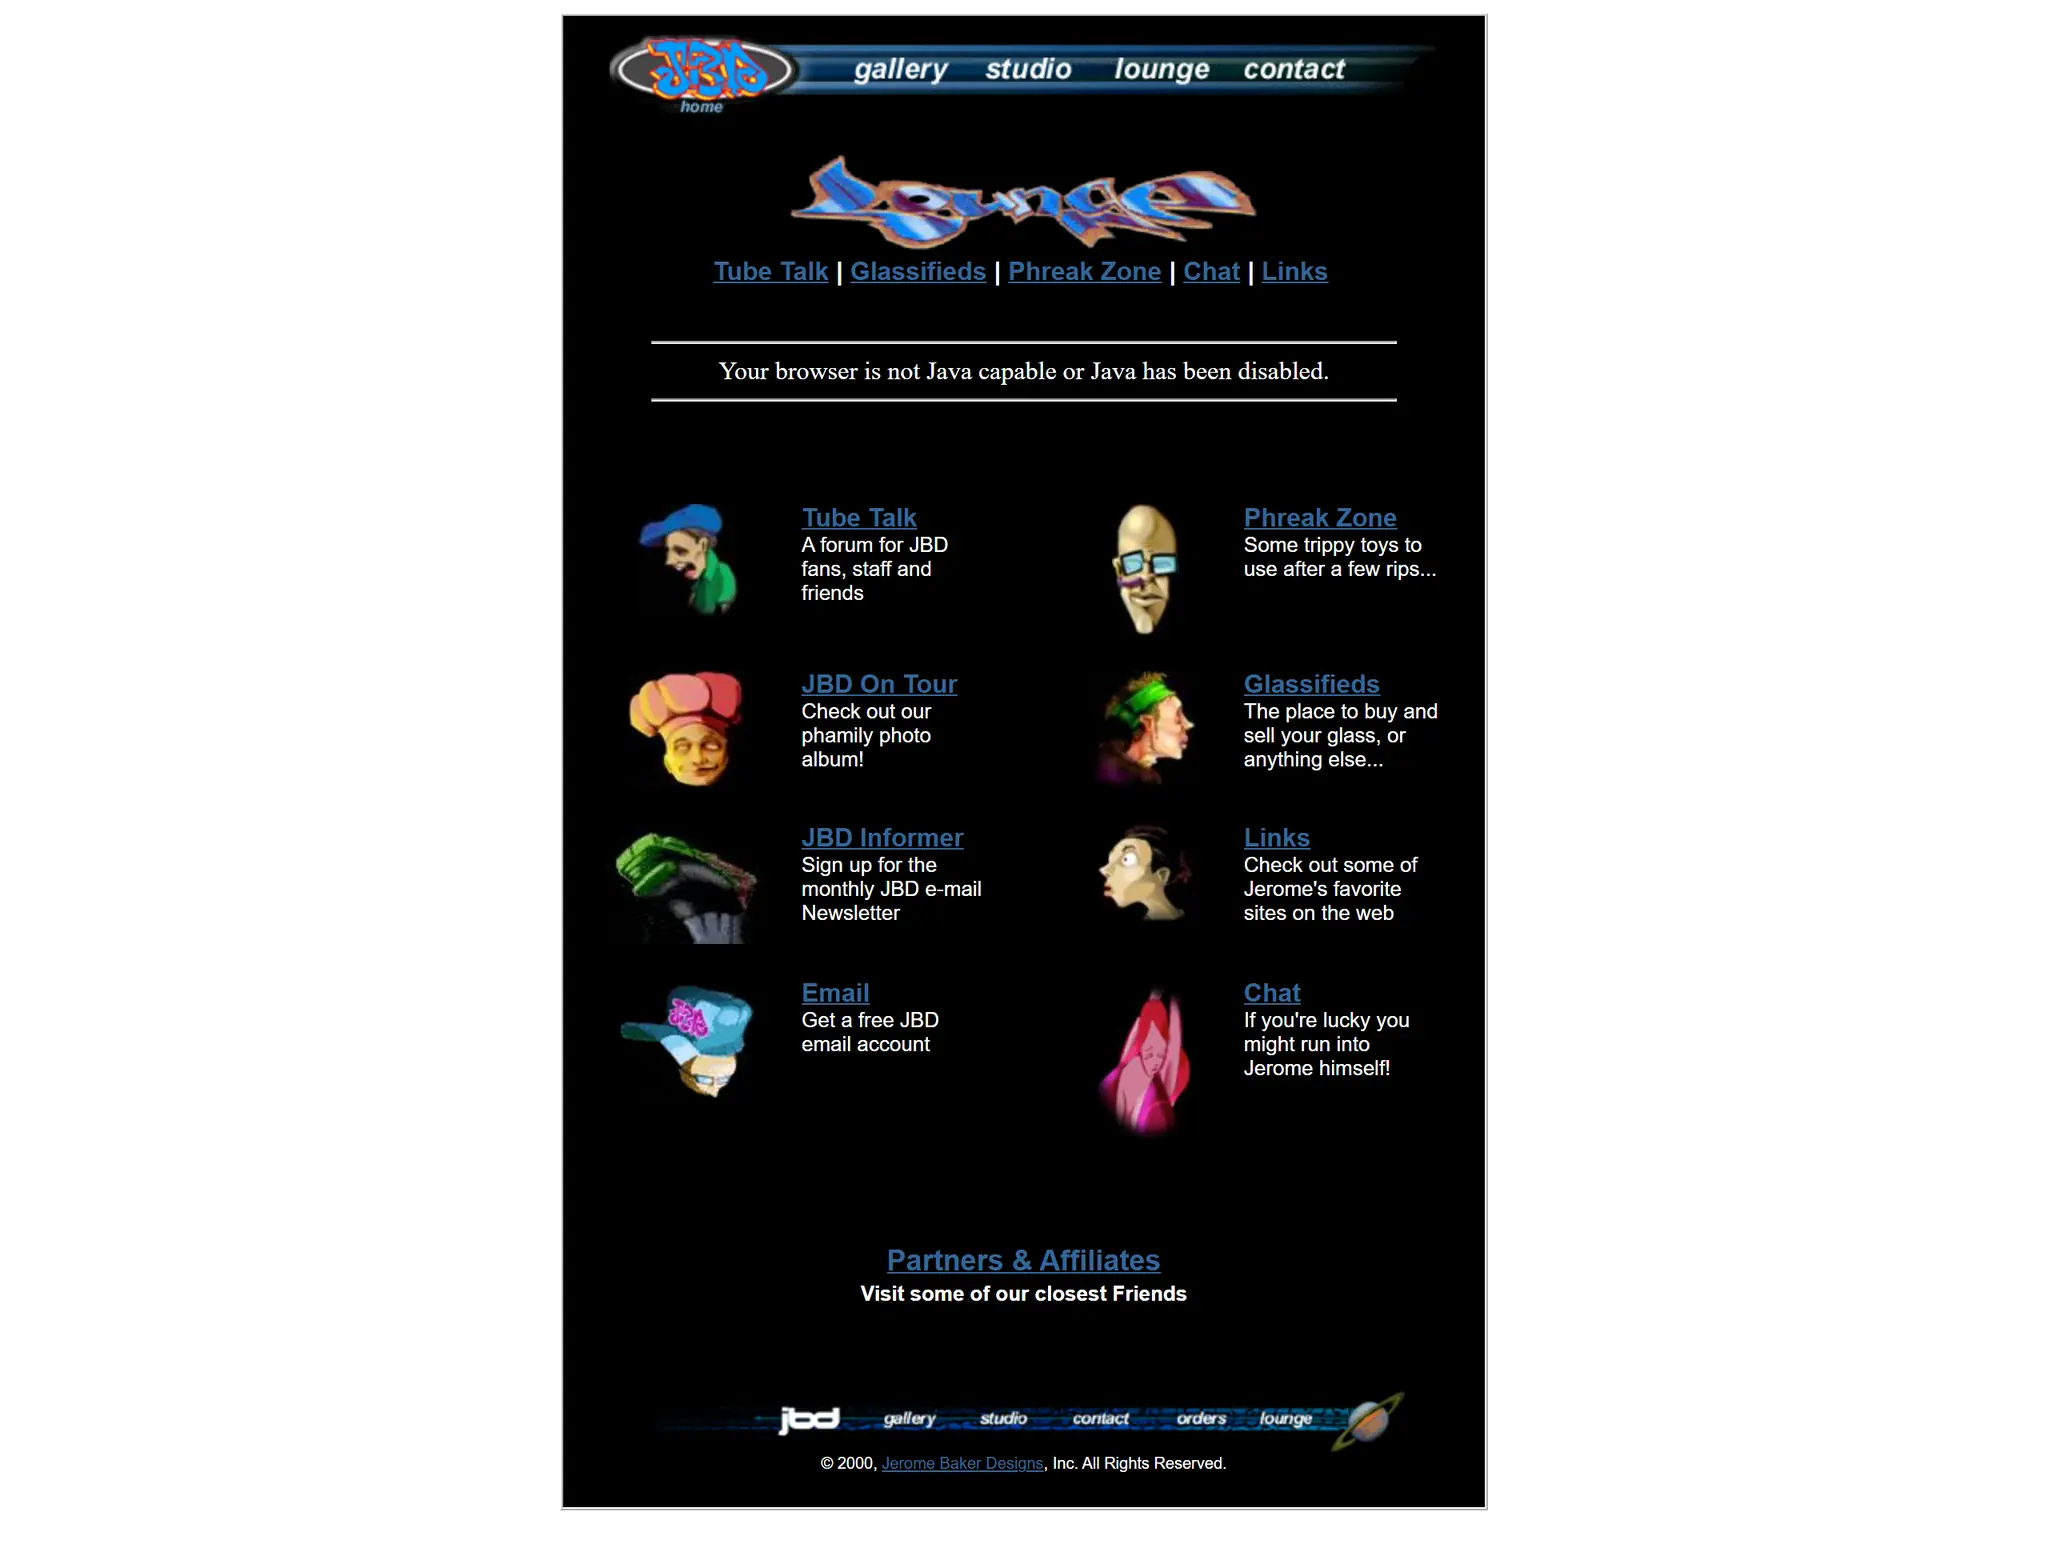 JBD
home
gallery studio lounge contact
Lounge
Tube Talk | Glassifieds | Phreak Zone | Chat | Links
Your browser is not Java capable or Java has been disabled.
Tube Talk
A forum for JBD
fans, staff and
friends
Phreak Zone
Some trippy toys to
use after a few rips...
JBD On Tour
Check out our
phamily photo
album!
Glassifieds
The place to buy and
sell your glass, or
anything else...
JBD Informer
Sign up for the
monthly JBD e-mail
Newsletter
Links
Check out some of
Jerome's favorite
sites on the web
Email
Get a free JBD
email account
JBD
Chat
If you're lucky you
might run into
Jerome himself!
Partners & Affiliates
Visit some of our closest Friends
jbd gallery studio contact orders lounge
© 2000, Jerome Baker Designs, Inc. All Rights Reserved.